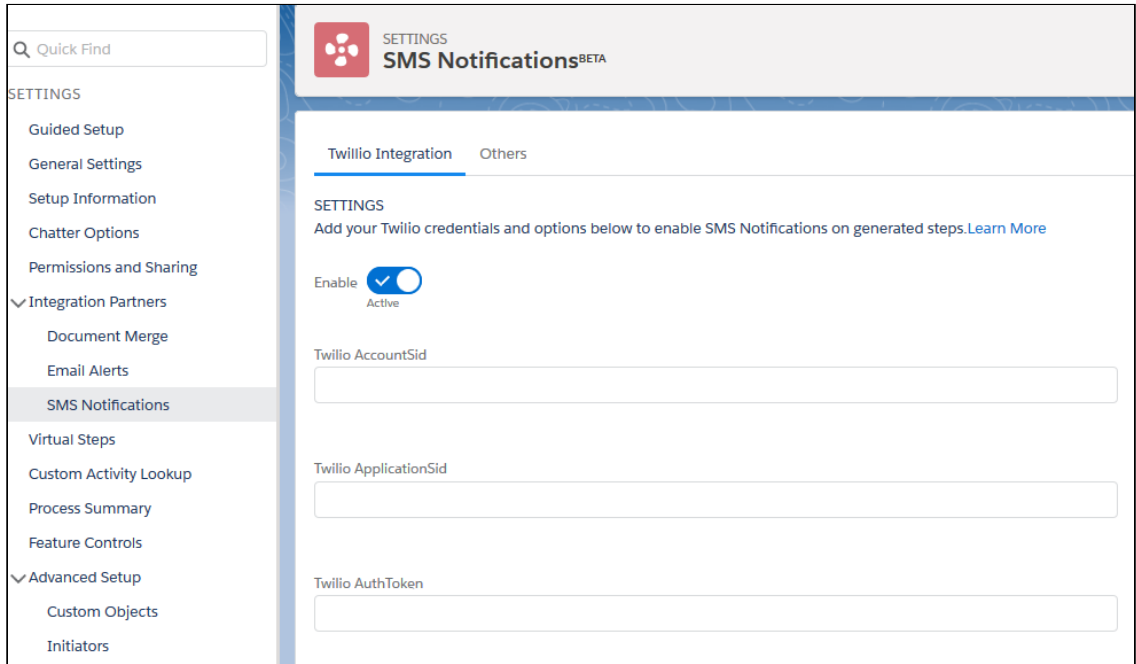 Quick Find
SETTINGS
Guided Setup
General Settings
Setup Information
Chatter Options
Permissions and Sharing
Integration Partners
Document Merge
Email Alerts
SMS Notifications
Virtual Steps
Custom Activity Lookup
Process Summary
Feature Controls
Advanced Setup
Custom Objects
Initiators
SETTINGS
SMS NotificationsBETA
Twillio Integration Others
SETTINGS
Add your Twilio credentials and options below to enable SMS Notifications on generated steps.Learn More
Enable
Active
Twilio AccountSid
Twilio ApplicationSid
Twilio AuthToken